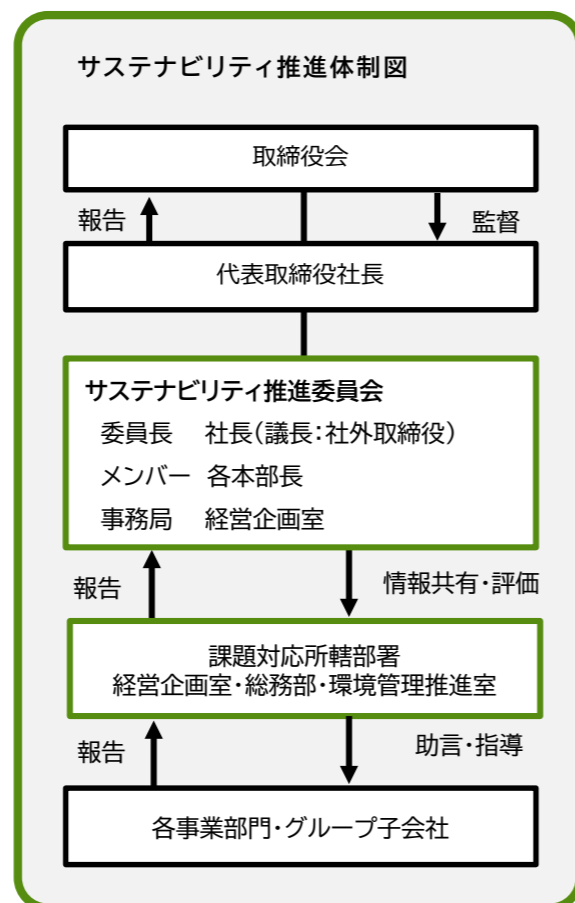 サステナビリティ推進体制図
取締役会
報告
監督
代表取締役社長
サステナビリティ推進委員会
委員長 社長(議長:社外取締役)
メンバー 各本部長
事務局 経営企画室
報告
情報共有・評価
課題対応所轄部署
経営企画室・総務部・環境管理推進室
報告
助言・指導
各事業部門・グループ子会社